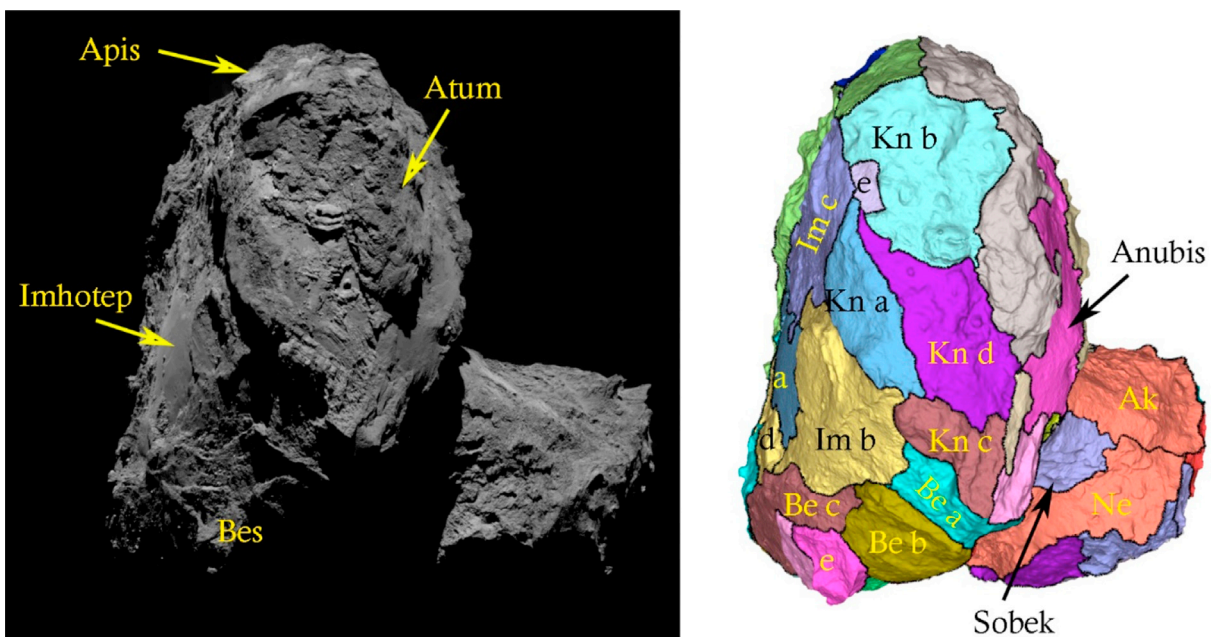 Apis
Atum
Imhotep
Bes
Kn b
e
Im c
Kn a
Anubis
Kn d
a
Ak
d
Im b
Kn c
Be a
Be c
Ne
Be b
e
Sobek